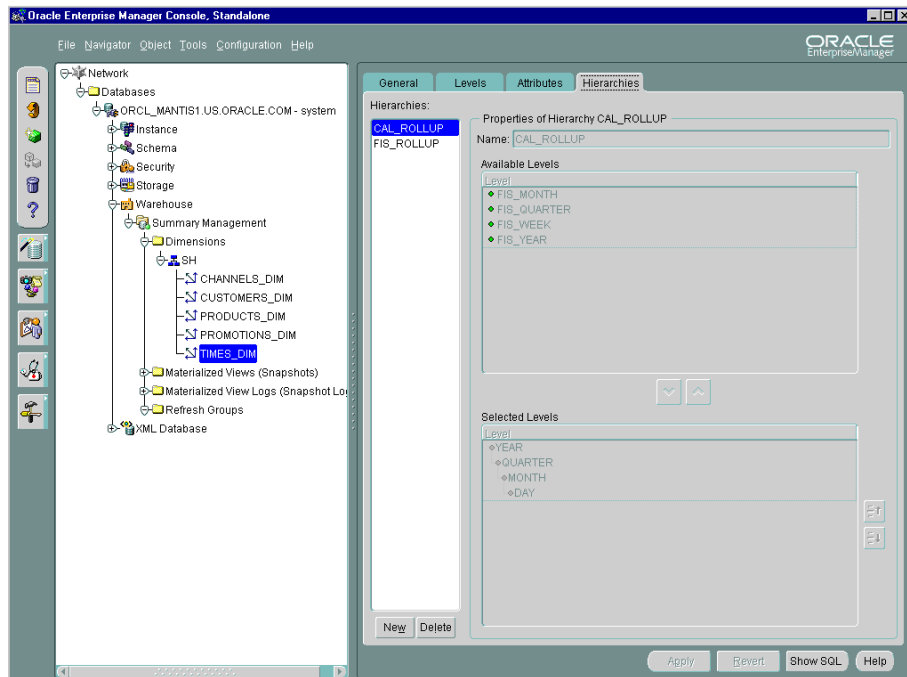 Oracle Enterprise Manager Console, Standalone
File Navigator Object Tools Configuration Help
ORACLE
EnterpriseManager
Network
Databases
ORCL_MANTIS1.US.ORACLE.COM - system
Instance
Schema
Security
Storage
Warehouse
Summary Management
Dimensions
SH
CHANNELS_DIM
CUSTOMERS_DIM
PRODUCTS_DIM
PROMOTIONS_DIM
TIMES_DIM
Materialized Views (Snapshots)
Materialized View Logs (Snapshot Lo
Refresh Groups
XML Database
General Levels Attributes Hierarchies
Hierarchies:
CAL_ROLLUP
FIS_ROLLUP
New Delete
Properties of Hierarchy CAL_ROLLUP
Name: CAL_ROLLUP
Available Levels
Level
FIS_MONTH
FIS_QUARTER
FIS_WEEK
FIS_YEAR
Selected Levels
Level
YEAR
QUARTER
MONTH
DAY
Apply Revert Show SQL Help